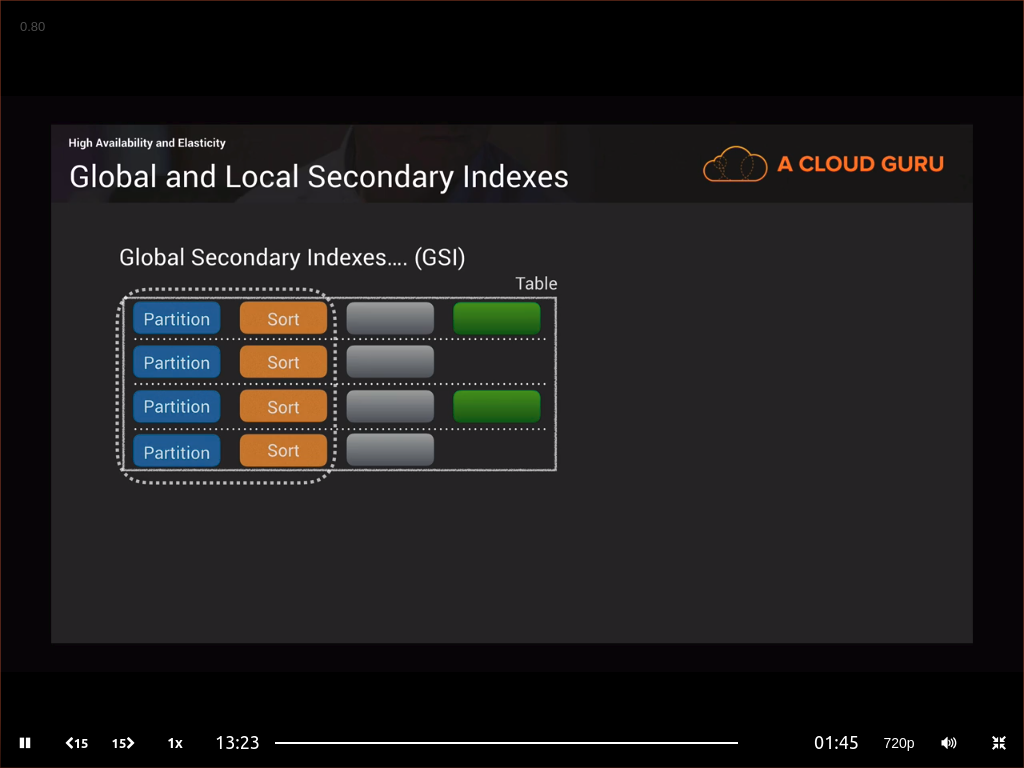 0.80
High Availability and Elasticity
Global and Local Secondary Indexes
A CLOUD GURU
Global Secondary Indexes.... (GSI)
Table
Partition Sort
Partition Sort
Partition Sort
Partition Sort
15 15 1x 13:23 01:45 720p